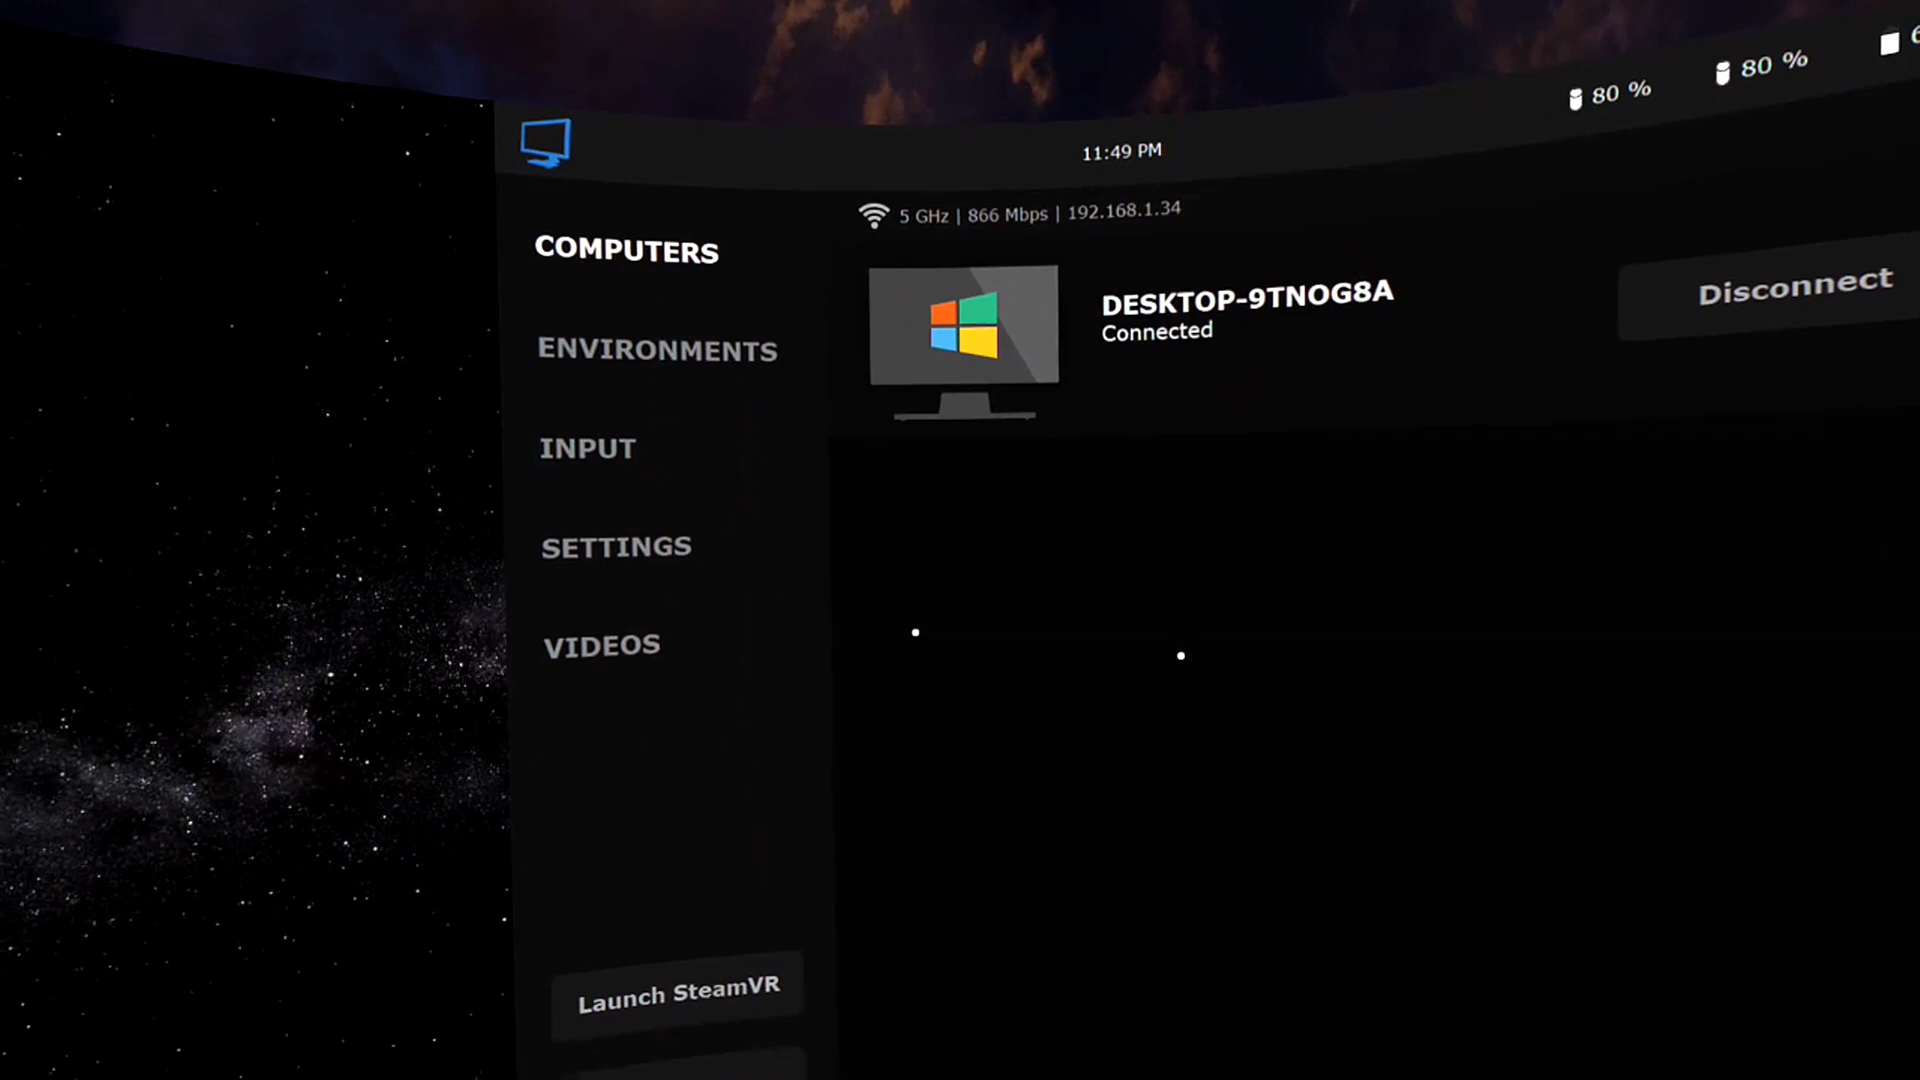 80 %
80 %
11:49 PM
5 GHz | 866 Mbps | 192.168.1.34
COMPUTERS
DESKTOP-9TNOG8A
Connected
Disconnect
ENVIRONMENTS
INPUT
SETTINGS
VIDEOS
Launch SteamVR